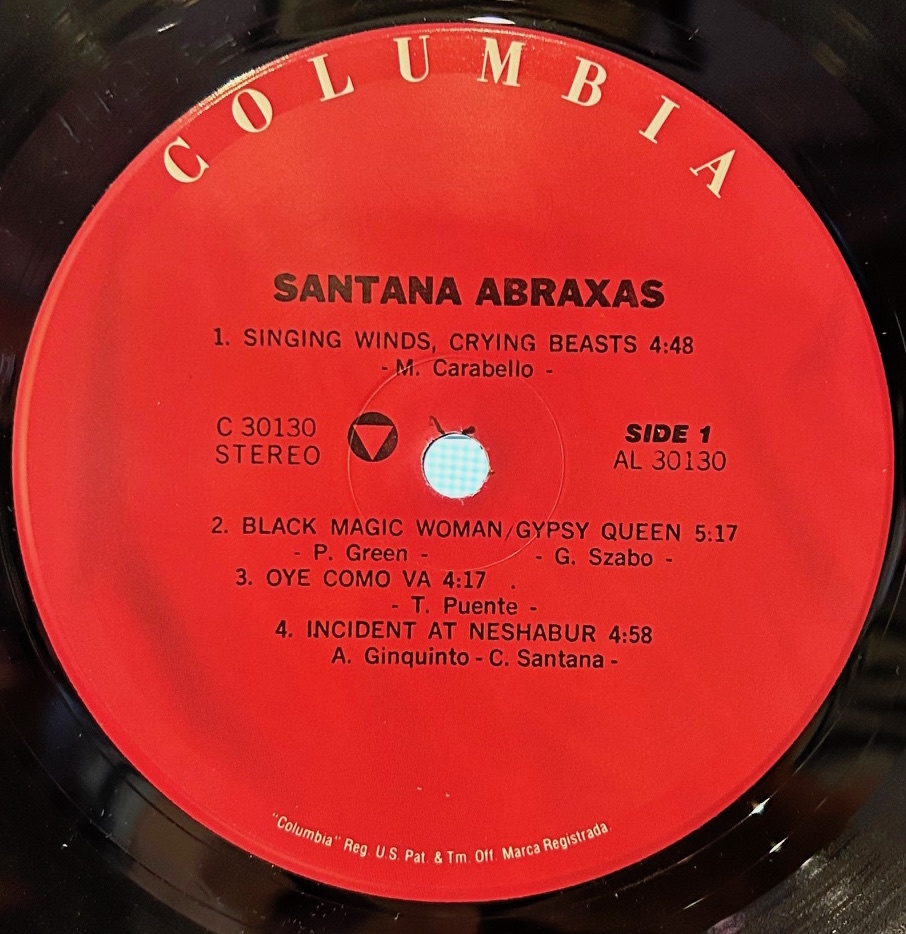 COLUMBIA
SANTANA ABRAXAS
1. SINGING WINDS, CRYING BEASTS 4:48
- M. Carabello -
C 30130
STEREO
SIDE 1
AL 30130
2. BLACK MAGIC WOMAN/GYPSY QUEEN 5:17
- P. Green - - G. Szabo -
3. OYE COMO VA 4:17
- T. Puente -
4. INCIDENT AT NESHABUR 4:58
A. Ginquinto - C. Santana -
"Columbia" Reg. U.S. Pat. & Tm. Off. Marca Registrada.